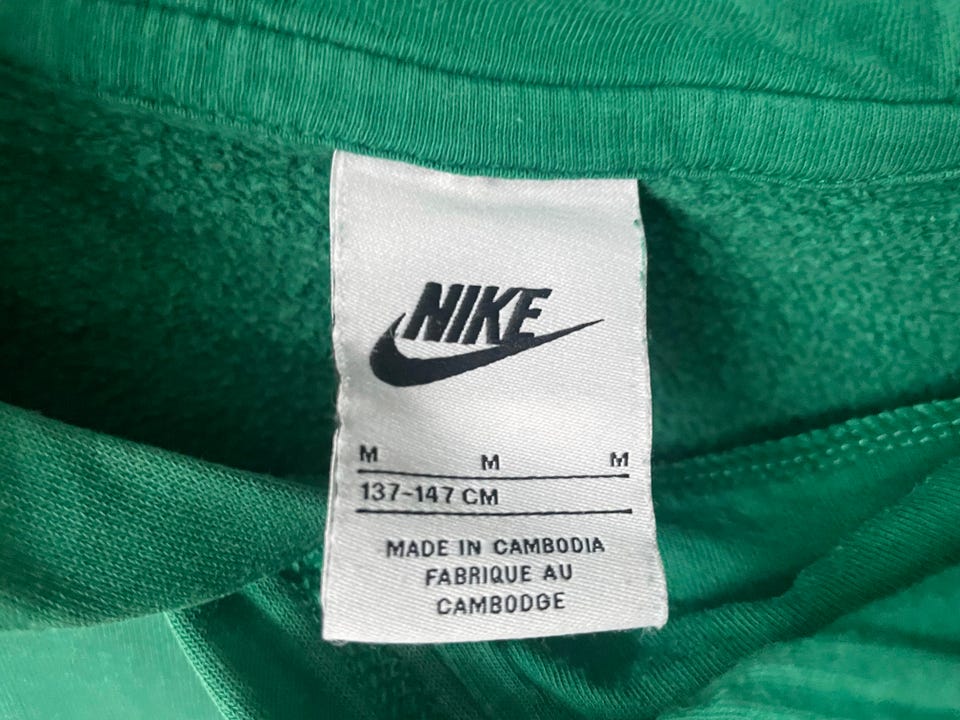 NIKE
M M M
137-147 CM
MADE IN CAMBODIA
FABRIQUE AU
CAMBODGE